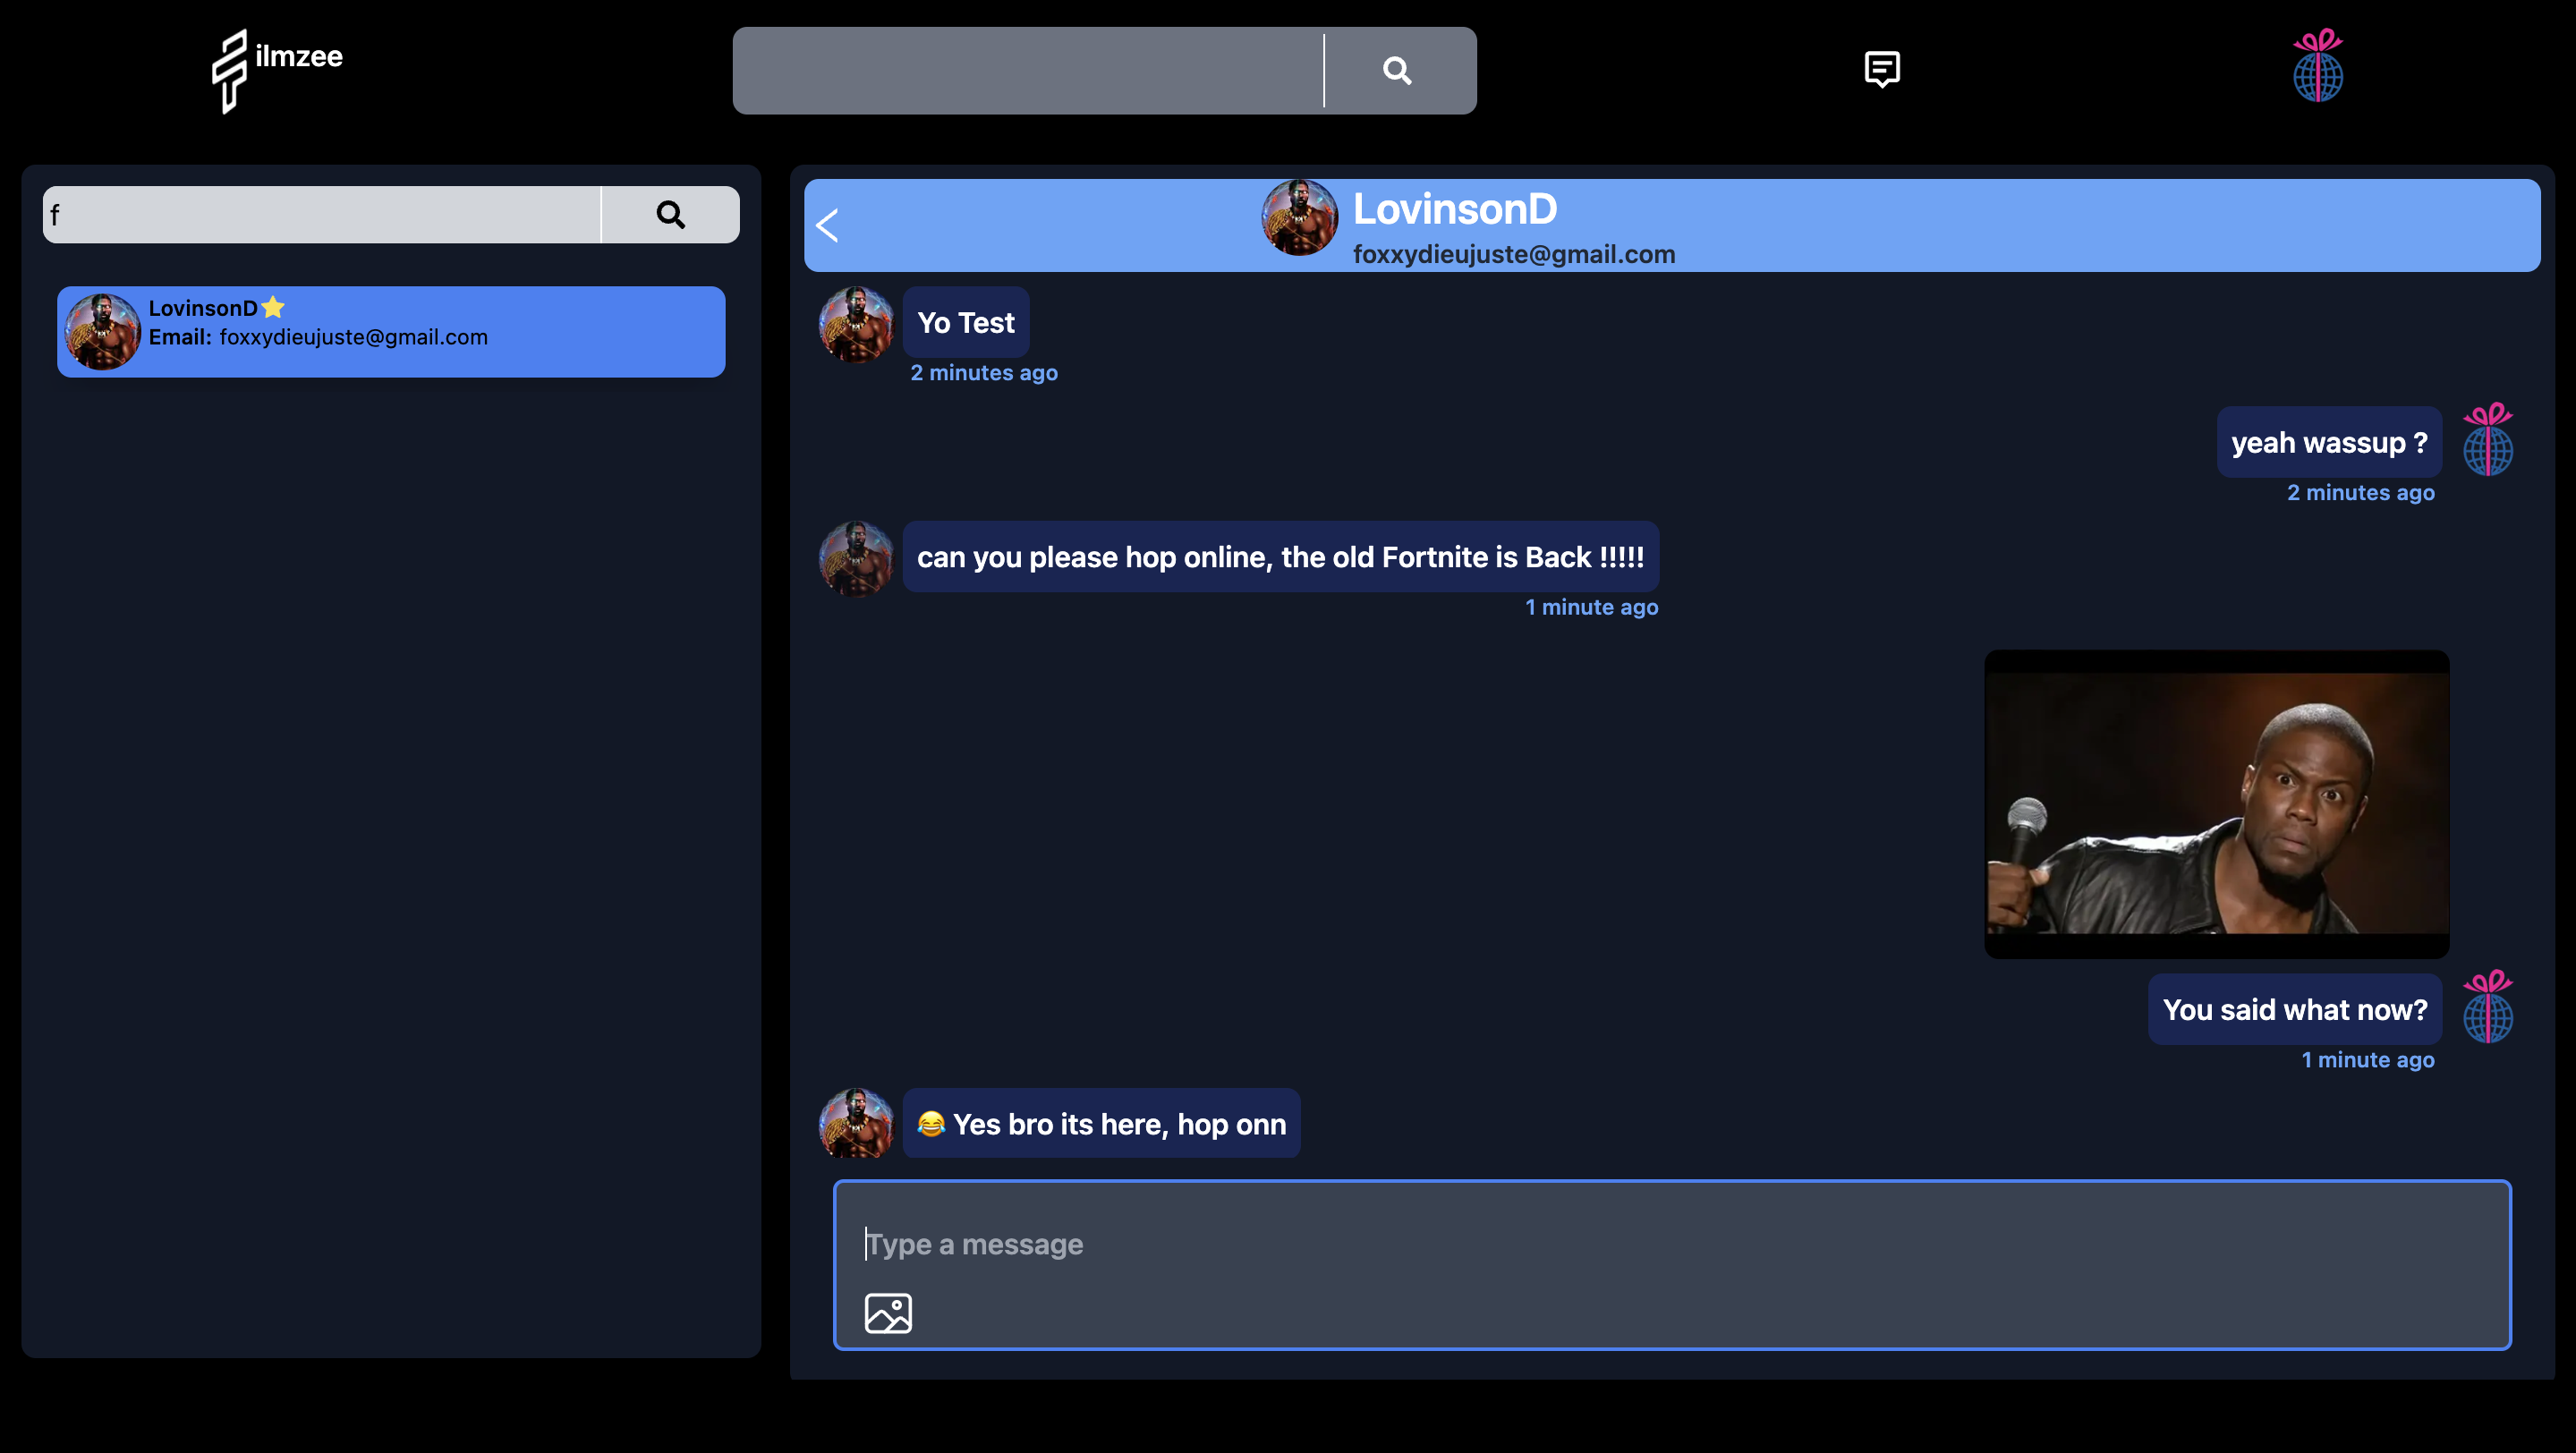 ilmzee
f
LovinsonD⭐
Email: foxxydieujuste@gmail.com
LovinsonD
foxxydieujuste@gmail.com
Yo Test
2 minutes ago
yeah wassup ?
2 minutes ago
can you please hop online, the old Fortnite is Back !!!!!
1 minute ago
You said what now?
1 minute ago
😂 Yes bro its here, hop onn
Type a message